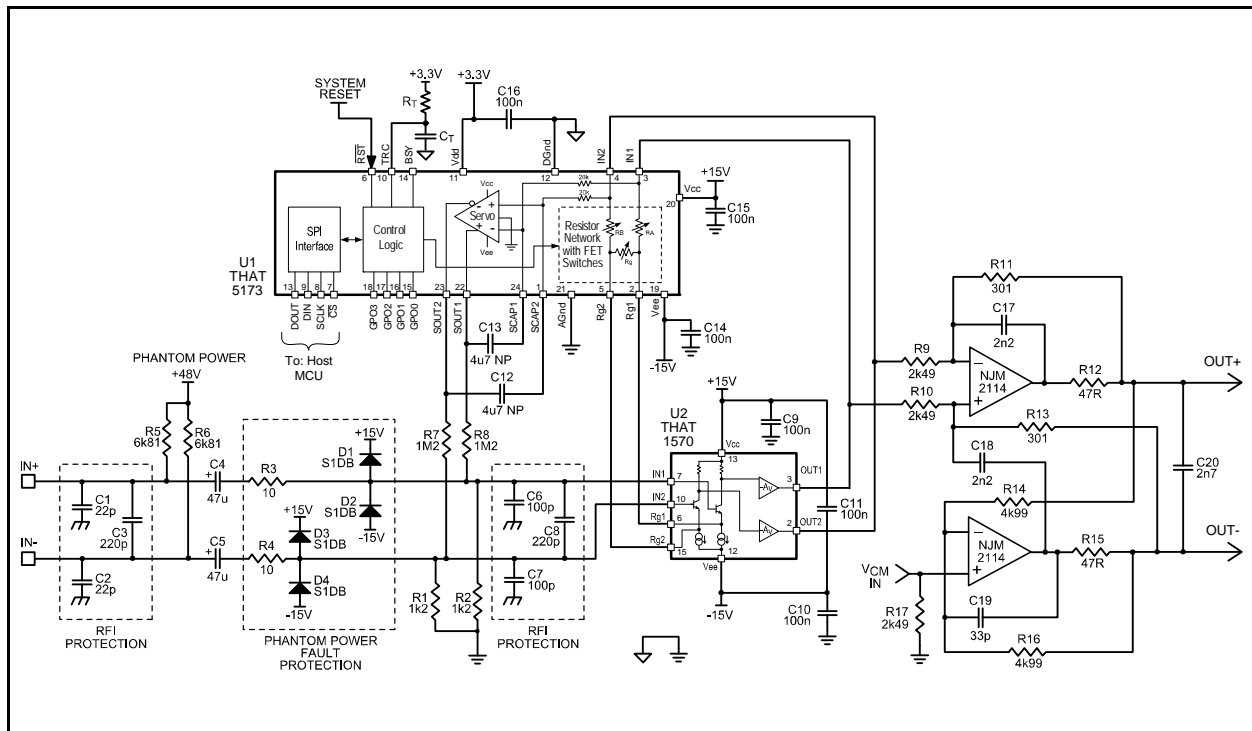 SYSTEM
RESET
+3.3V
RT
CT
+3.3V
C16
100n
RST
TRC
BSY
Vdd
DGnd
IN2
IN1
6
10
14
11
12
4
3
Vcc
20
+15V
C15
100n
SPI
Interface
Control
Logic
Vcc
Servo
Vee
20k
20k
Resistor
Network
with FET
Switches
RB
RA
Rg
U1
THAT
5173
13
9
8
7
18
17
16
15
23
22
24
1
21
5
2
19
DOUT
DIN
SCLK
CS
GPO3
GPO2
GPO1
GPO0
SOUT2
SOUT1
SCAP1
SCAP2
AGnd
Rg2
Rg1
Vee
To: Host
MCU
C13
4u7 NP
C12
4u7 NP
C14
100n
-15V
PHANTOM POWER
+48V
R5
6k81
R6
6k81
R7
1M2
R8
1M2
IN+
IN-
C1
22p
C3
220p
C2
22p
RFI
PROTECTION
C4
+
47u
C5
+
47u
R3
10
R4
10
+15V
D1
S1DB
D2
S1DB
-15V
+15V
D3
S1DB
D4
S1DB
-15V
PHANTOM POWER
FAULT
PROTECTION
R1
1k2
R2
1k2
C6
100p
C8
220p
C7
100p
RFI
PROTECTION
+15V
C9
100n
U2
THAT
1570
Vcc
13
IN1
7
IN2
10
Rg1
6
Rg2
15
-Av
-Av
OUT1
3
OUT2
2
12
Vee
-15V
C11
100n
C10
100n
R9
2k49
R10
2k49
R11
301
C17
2n2
-
+
NJM
2114
R12
47R
R13
301
C18
2n2
R14
4k99
-
+
NJM
2114
R15
47R
VCM
IN
R17
2k49
C19
33p
R16
4k99
C20
2n7
OUT+
OUT-